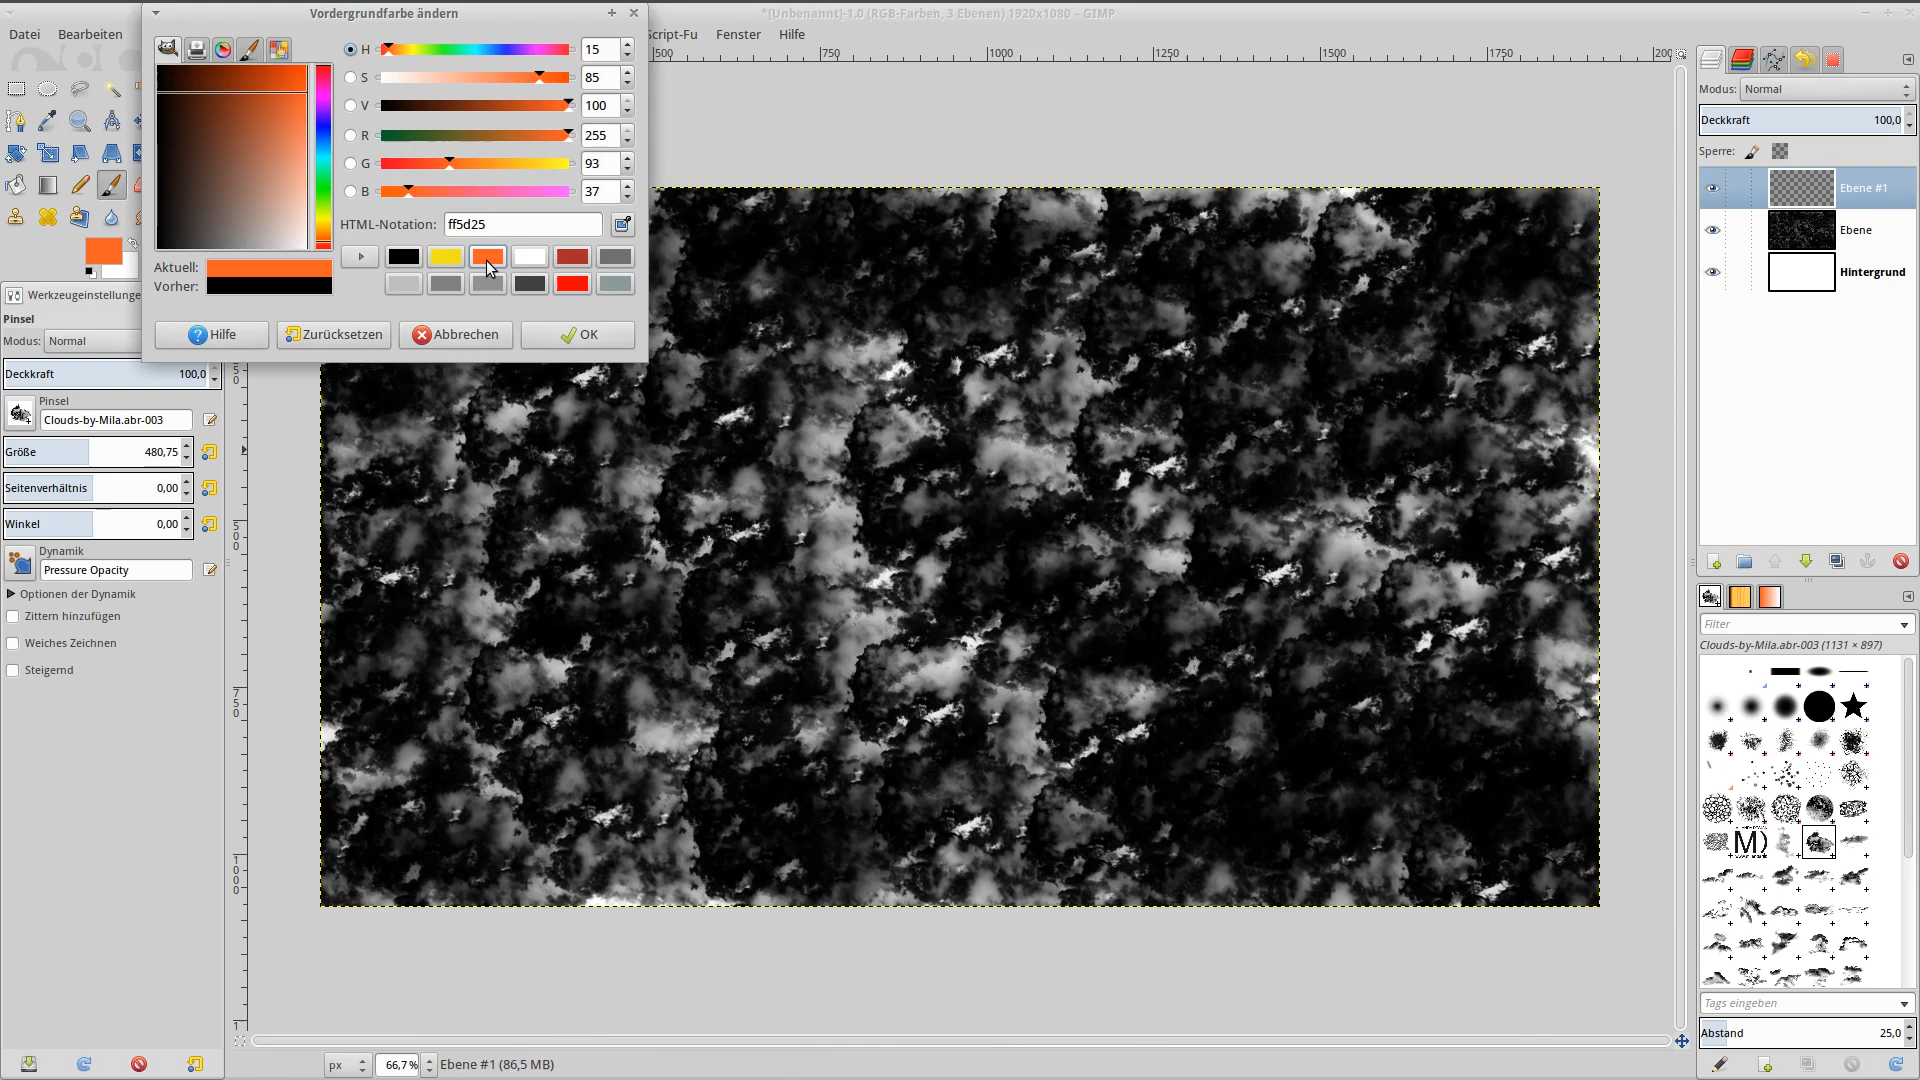 Vordergrundfarbe ändern
*[Unbenannt]-1.0 (RGB-Farben, 3 Ebenen) 1920x1080 – GIMP
Datei
Bearbeiten
Script-Fu
Fenster
Hilfe
H
15
S
85
V
100
R
255
G
93
B
37
HTML-Notation:
ff5d25
Aktuell:
Vorher:
Hilfe
Zurücksetzen
Abbrechen
OK
500
750
1000
1250
1500
1750
Werkzeugeinstellunge
Pinsel
Modus:
Normal
Deckkraft
100,0
Pinsel
Clouds-by-Mila.abr-003
Größe
480,75
Seitenverhältnis
0,00
Winkel
0,00
Dynamik
Pressure Opacity
Optionen der Dynamik
Zittern hinzufügen
Weiches Zeichnen
Steigernd
500
750
1000
px
66,7%
Ebene #1 (86,5 MB)
Modus:
Normal
Deckkraft
100,0
Sperre:
Ebene #1
Ebene
Hintergrund
Filter
Clouds-by-Mila.abr-003 (1131 × 897)
M)
Tags eingeben
Abstand
25,0